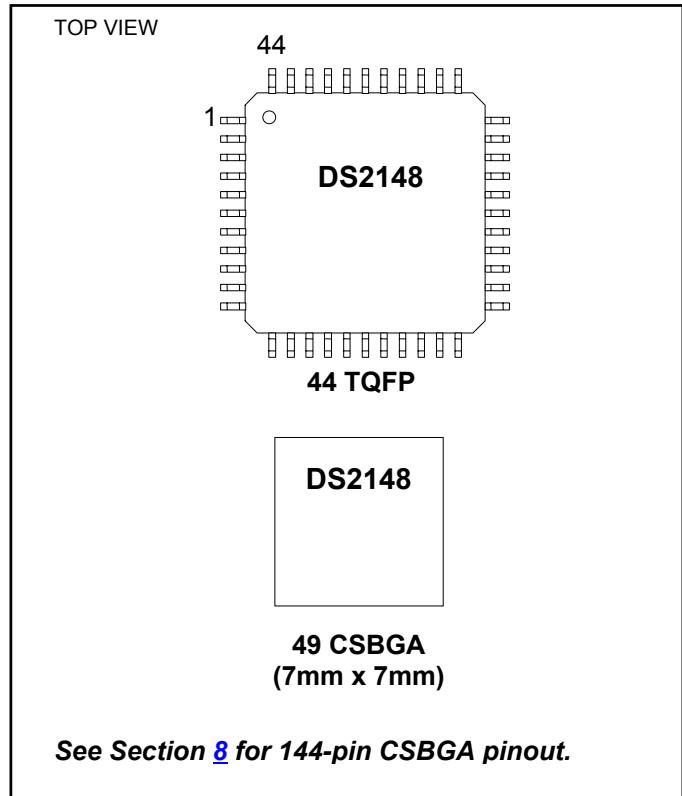 TOP VIEW
44
1
DS2148
44 TQFP
DS2148
49 CSBGA
(7mm x 7mm)
See Section 8 for 144-pin CSBGA pinout.